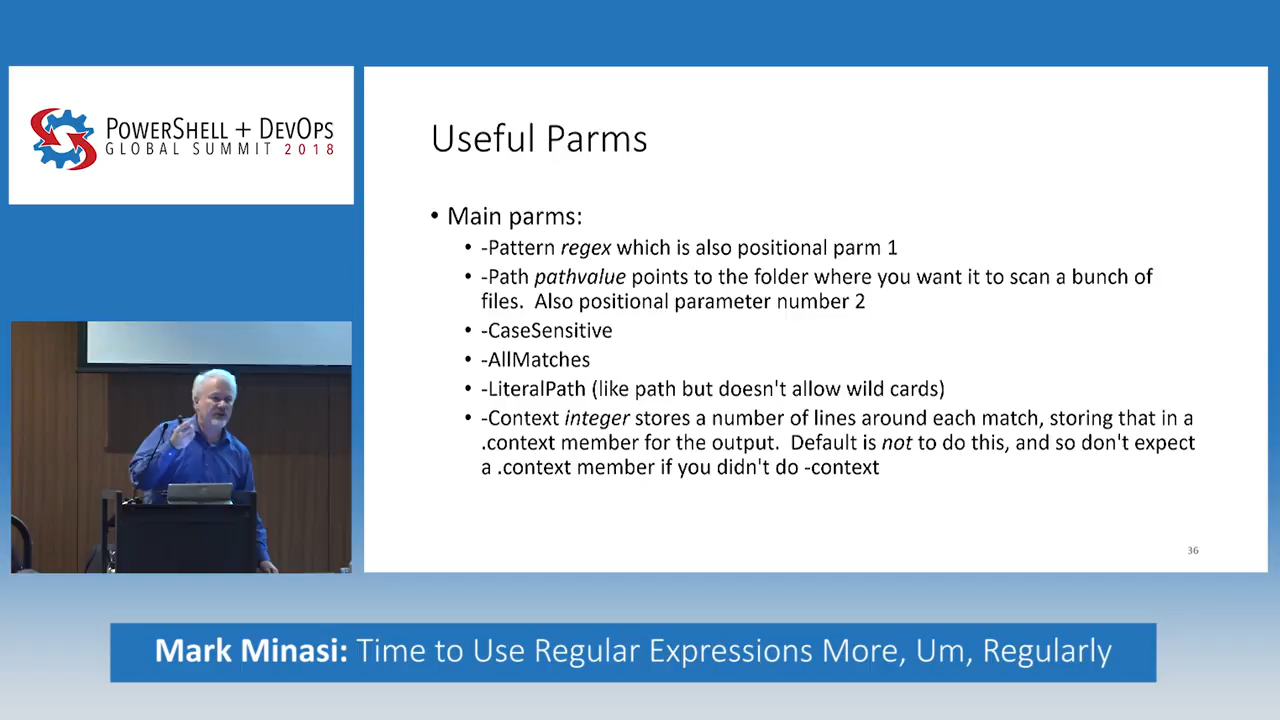 POWERSHELL + DEVOPS
GLOBAL SUMMIT 2018
Useful Parms
• Main parms:
• -Pattern regex which is also positional parm 1
• -Path pathvalue points to the folder where you want it to scan a bunch of
files.  Also positional parameter number 2
• -CaseSensitive
• -AllMatches
• -LiteralPath (like path but doesn't allow wild cards)
• -Context integer stores a number of lines around each match, storing that in a
.context member for the output.  Default is not to do this, and so don't expect
a .context member if you didn't do -context
36
Mark Minasi: Time to Use Regular Expressions More, Um, Regularly